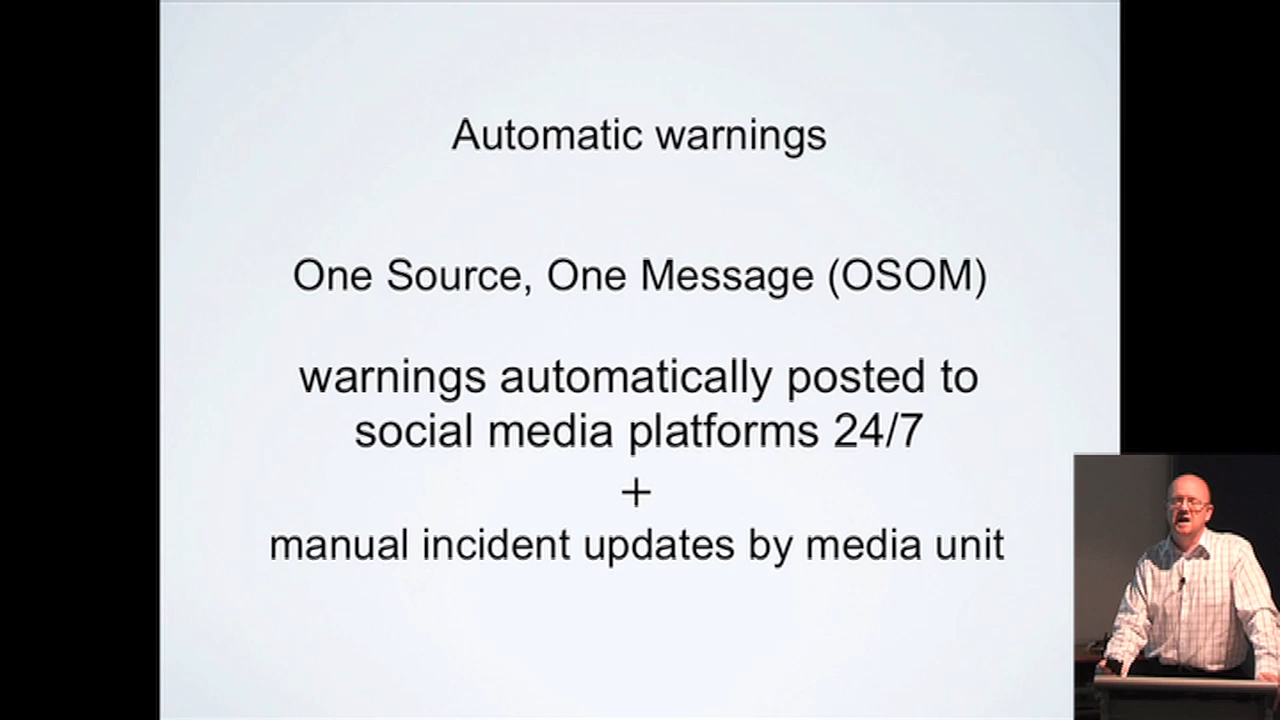 Automatic warnings
One Source, One Message (OSOM)
warnings automatically posted to
social media platforms 24/7
+
manual incident updates by media unit